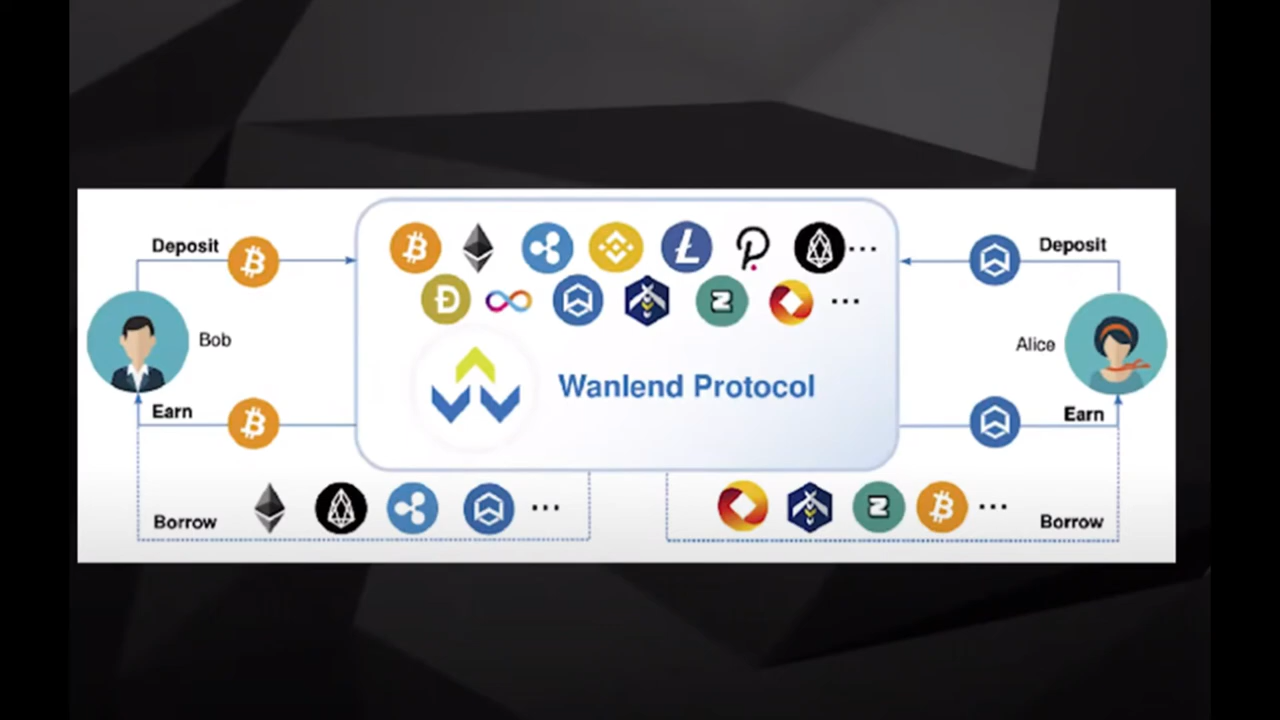 Deposit
Deposit
Bob
Alice
Wanlend Protocol
Earn
Earn
Borrow
Borrow